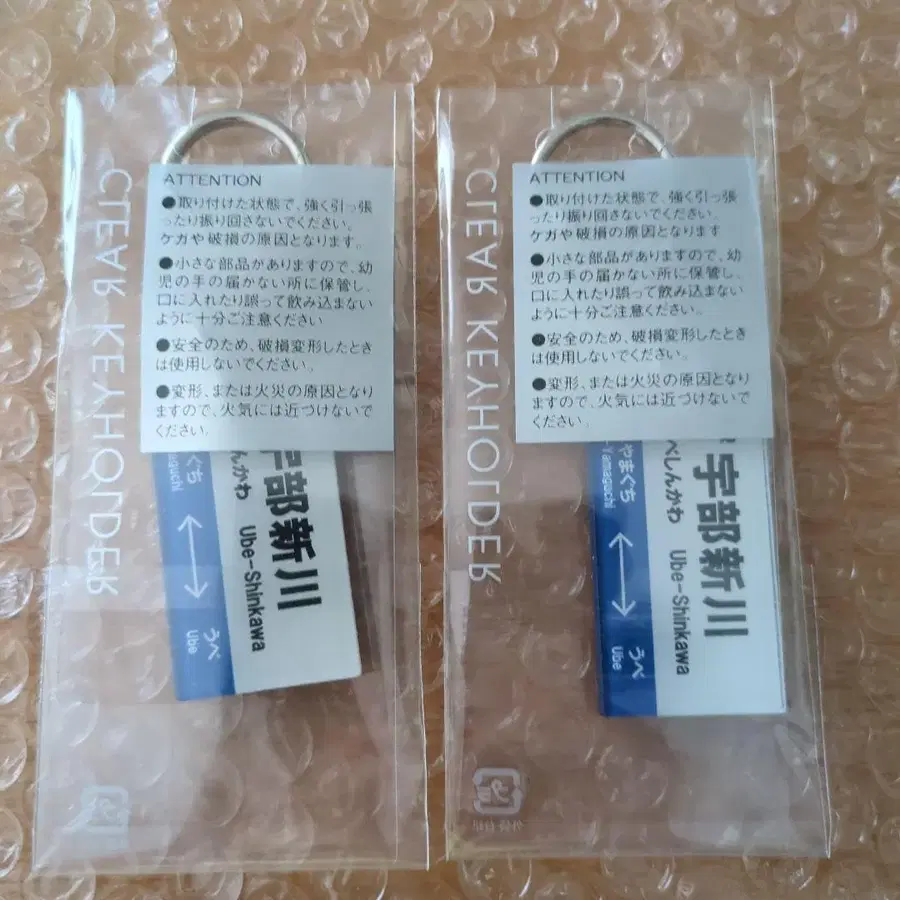 CLEAR KEYHOLDER
ATTENTION
●取り付けた状態で、強く引っ張
ったり振り回さないでください。
ケガや破損の原因となります。
●小さな部品がありますので、幼
児の手の届かない所に保管し、
口に入れたり誤って飲み込まない
ように十分ご注意ください
●安全のため、破損変形したとき
は使用しないでください。
●変形、または火災の原因となり
ますので、火気には近づけないで
ください。
宇部新川
べしんかわ Ube-Shinkawa
まぐち
maguchi
うべ
Ube
CLEAR KEYHOLDER
ATTENTION
●取り付けた状態で、強く引っ張
ったり振り回さないでください。
ケガや破損の原因となります
●小さな部品がありますので、幼
児の手の届かない所に保管し、
口に入れたり誤って飲み込まない
ように十分ご注意ください。
●安全のため、破損変形したとき
は使用しないでください。
●変形、または火災の原因となり
ますので、火気には近づけないで
ください。
宇部新川
べしんかわ Ube-Shinkawa
やまぐち
-Yamaguchi
うべ
Ube
プラ